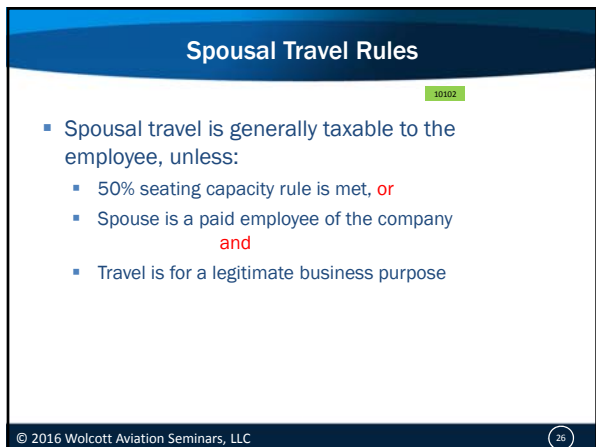 Spousal Travel Rules
10102
▪ Spousal travel is generally taxable to the
employee, unless:
▪ 50% seating capacity rule is met, or
▪ Spouse is a paid employee of the company
and
▪ Travel is for a legitimate business purpose
© 2016 Wolcott Aviation Seminars, LLC
26